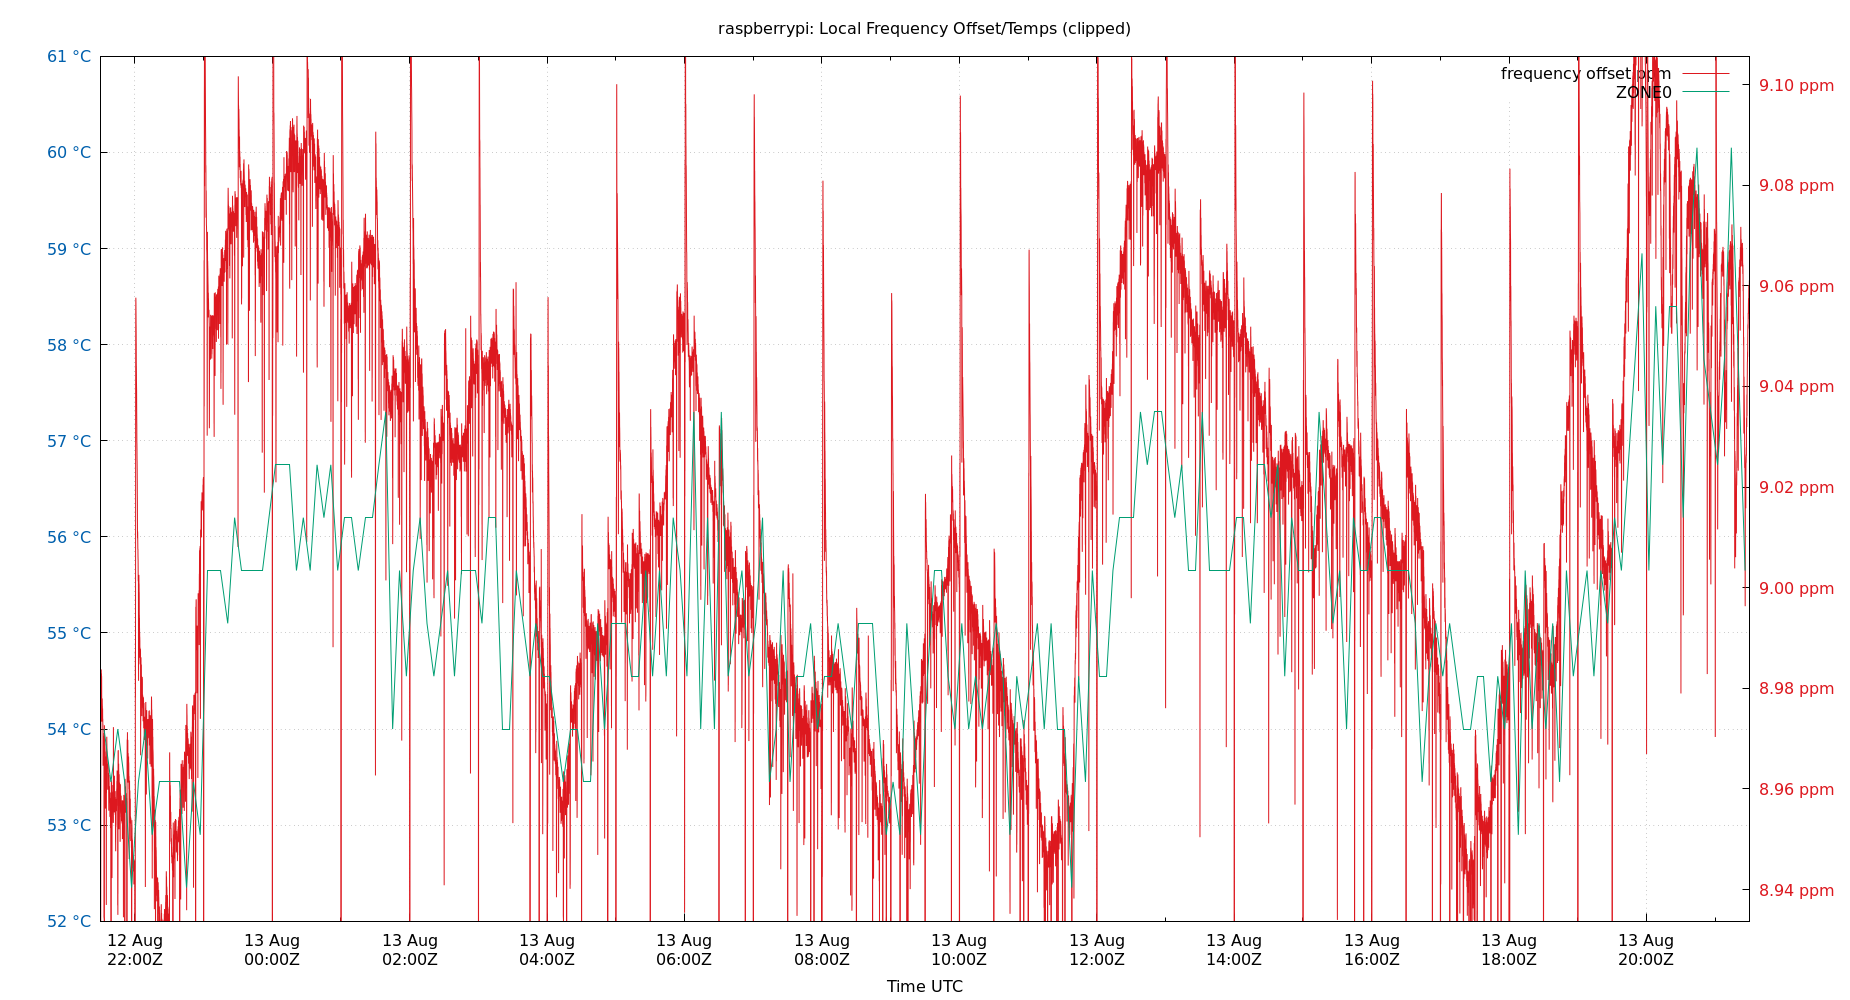 raspberrypi: Local Frequency Offset/Temps (clipped)
61 °C
60 °C
59 °C
58 °C
57 °C
56 °C
55 °C
54 °C
53 °C
52 °C
frequency offset ppm
ZONE0
9.10 ppm
9.08 ppm
9.06 ppm
9.04 ppm
9.02 ppm
9.00 ppm
8.98 ppm
8.96 ppm
8.94 ppm
12 Aug
22:00Z
13 Aug
00:00Z
13 Aug
02:00Z
13 Aug
04:00Z
13 Aug
06:00Z
13 Aug
08:00Z
13 Aug
10:00Z
13 Aug
12:00Z
13 Aug
14:00Z
13 Aug
16:00Z
13 Aug
18:00Z
13 Aug
20:00Z
Time UTC